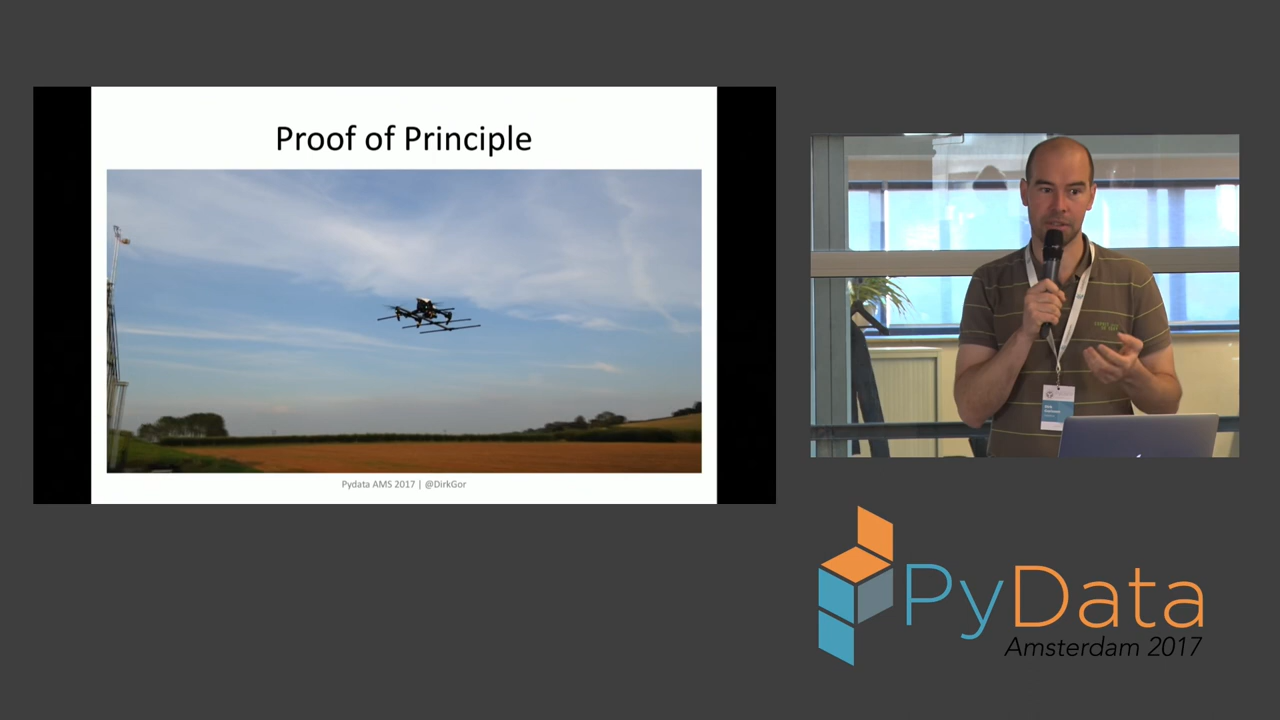 Proof of Principle
Pydata AMS 2017 | @DirkGor
PyData
Amsterdam 2017